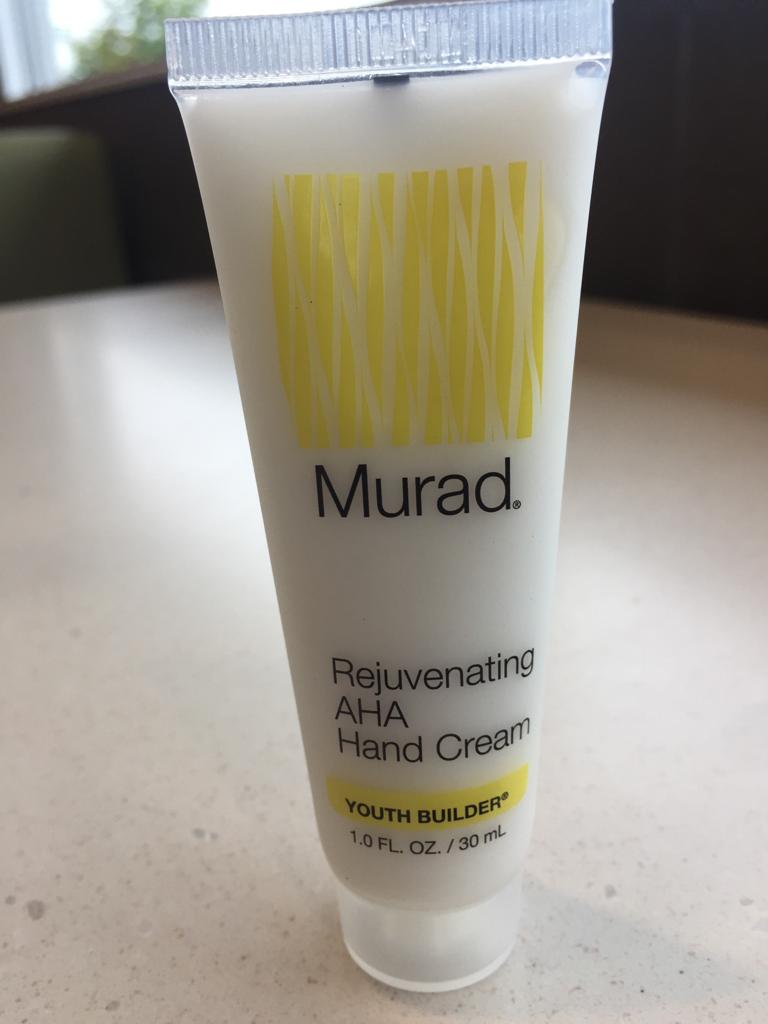 Murad®
Rejuvenating
AHA
Hand Cream
YOUTH BUILDER®
1.0 FL. OZ. / 30 mL